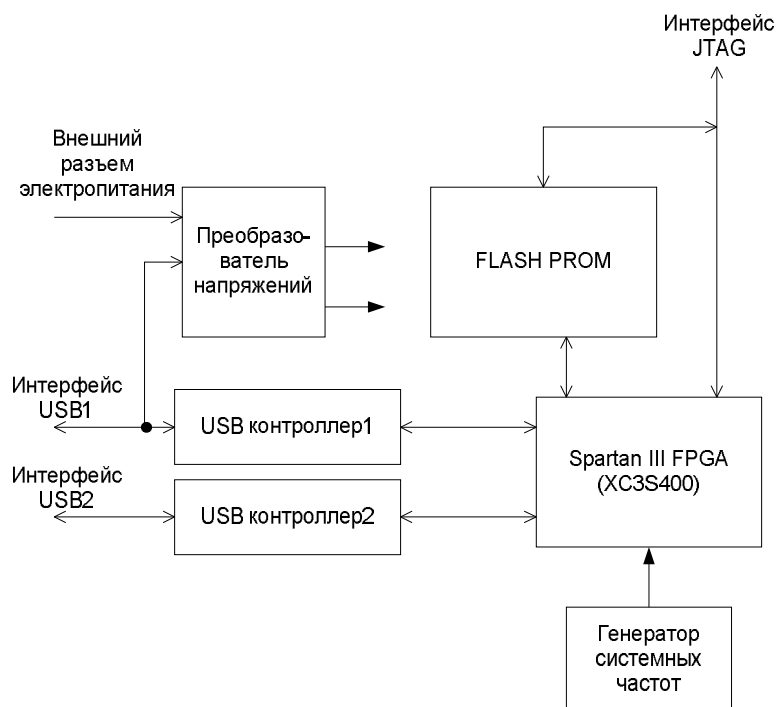 Интерфейс
JTAG
Внешний
разъем
электропитания
Преобразо-
ватель
напряжений
FLASH PROM
Интерфейс
USB1
USB контроллер1
Spartan III FPGA
(XC3S400)
Интерфейс
USB2
USB контроллер2
Генератор
системных
частот